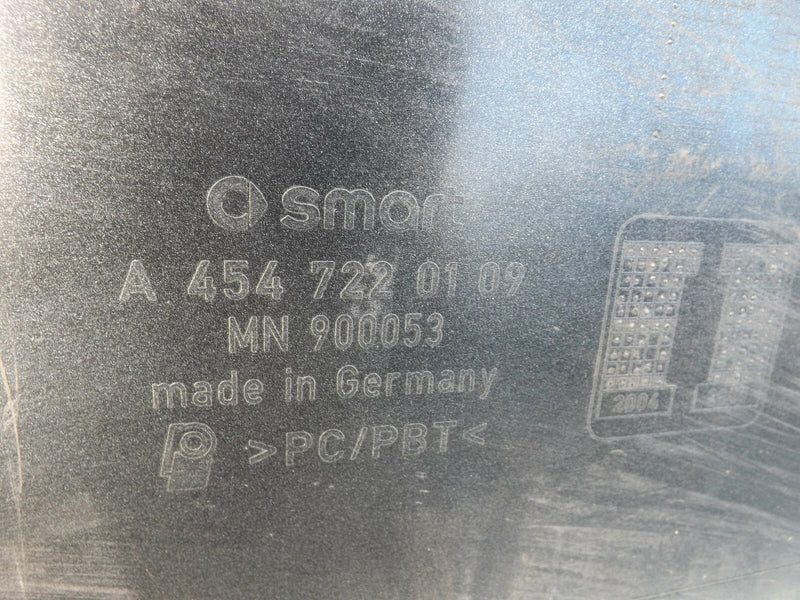 smart
A 454 722 01 09
MN 900053
made in Germany
>PC/PBT<
2004